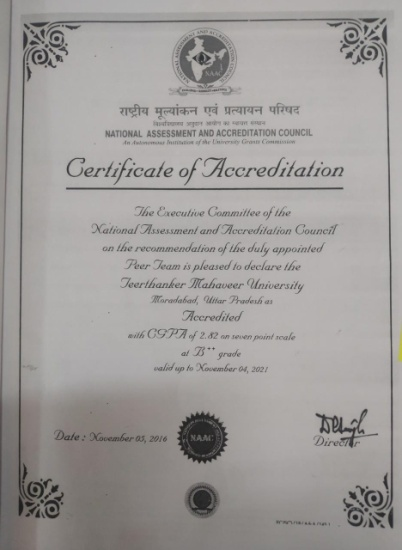 NAAC
राष्ट्रीय मूल्यांकन एवं प्रत्यायन परिषद
विश्वविद्यालय अनुदान आयोग का स्वायत्त संस्थान
NATIONAL ASSESSMENT AND ACCREDITATION COUNCIL
An Autonomous Institution of the University Grants Commission
Certificate of Accreditation
The Executive Committee of the
National Assessment and Accreditation Council
on the recommendation of the duly appointed
Peer Team is pleased to declare the
Teerthanker Mahaveer University
Moradabad, Uttar Pradesh as
Accredited
with CGPA of 2.82 on seven point scale
at B++ grade
valid up to November 04, 2021
Date : November 05, 2016
NAAC
Director